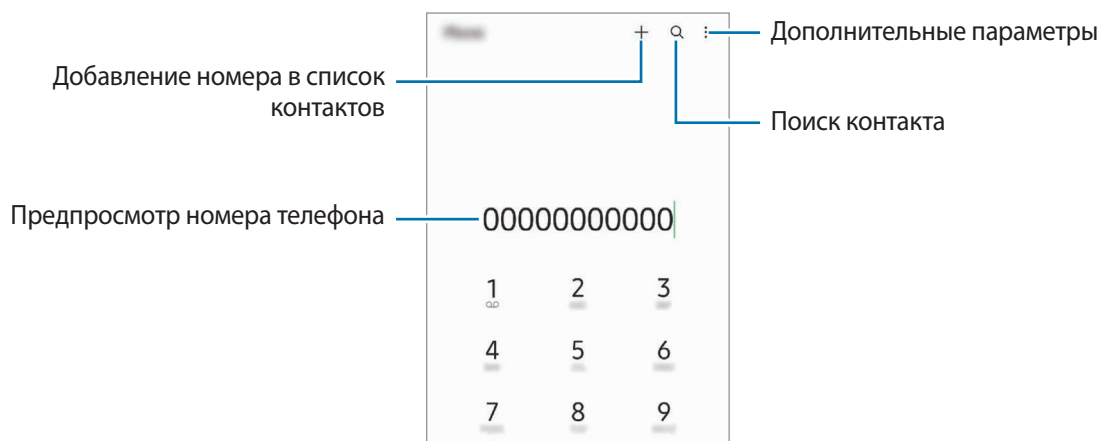 Дополнительные параметры
Добавление номера в список
контактов
Поиск контакта
Предпросмотр номера телефона
00000000000
1 2 3
4 5 6
7 8 9